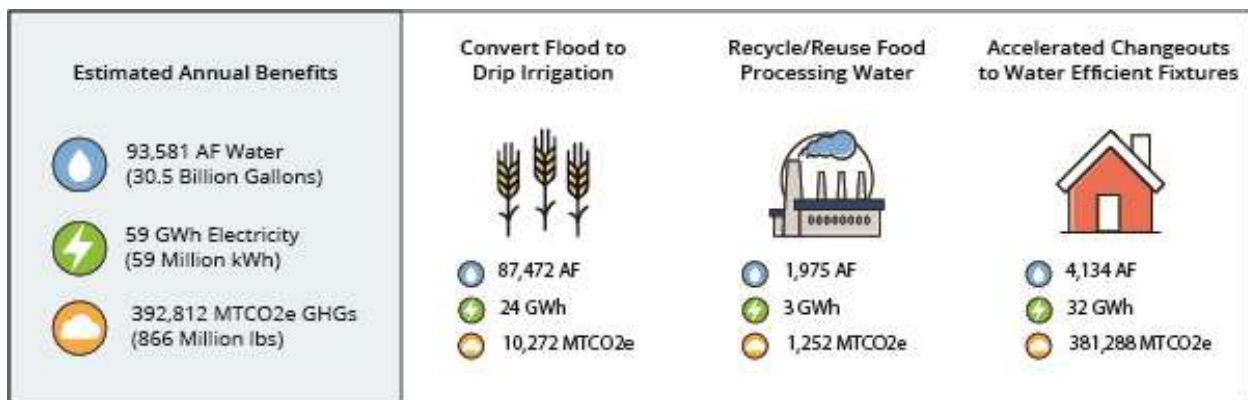 Estimated Annual Benefits
93,581 AF Water
(30.5 Billion Gallons)
59 GWh Electricity
(59 Million kWh)
392,812 MTCO2e GHGs
(866 Million lbs)
Convert Flood to
Drip Irrigation
87,472 AF
24 GWh
10,272 MTCO2e
Recycle/Reuse Food
Processing Water
1,975 AF
3 GWh
1,252 MTCO2e
Accelerated Changeouts
to Water Efficient Fixtures
4,134 AF
32 GWh
381,288 MTCO2e